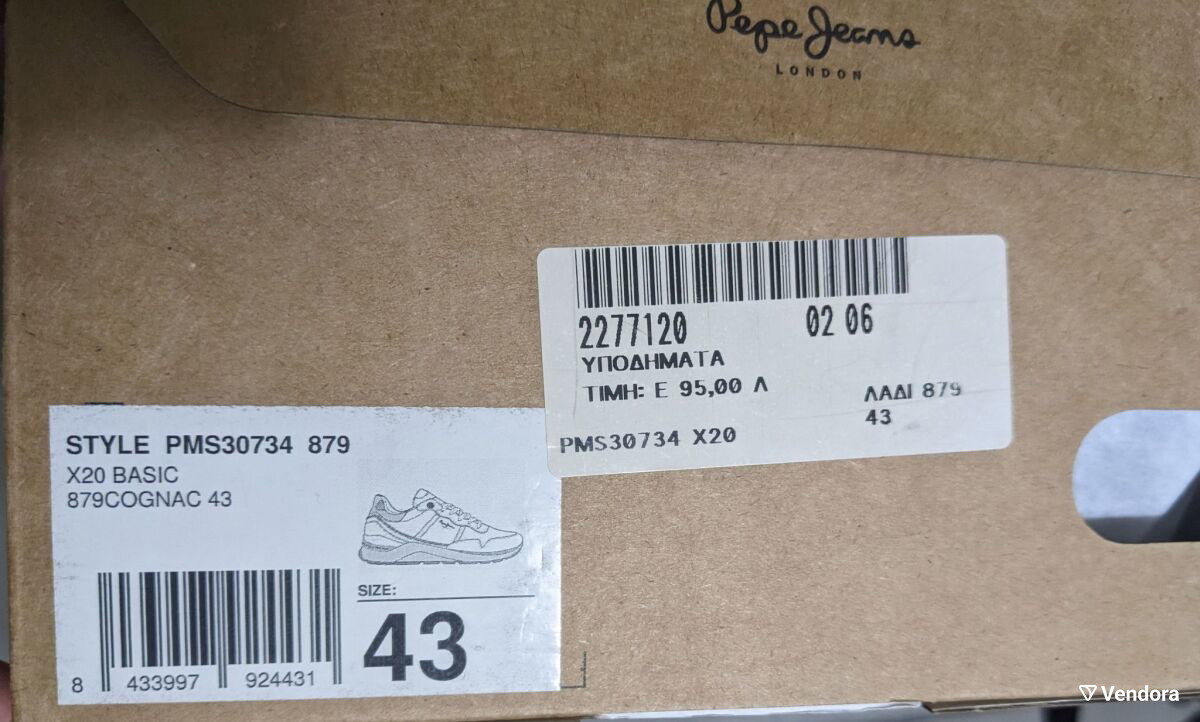 Pepe Jeans
LONDON
2277120 02 06
ΥΠΟΔΗΜΑΤΑ
ΤΙΜΗ: Ε 95,00 Λ
ΛΑΔΙ 879
43
PMS30734 X20
STYLE PMS30734 879
X20 BASIC
879COGNAC 43
SIZE:
43
8 433997 924431
Vendora